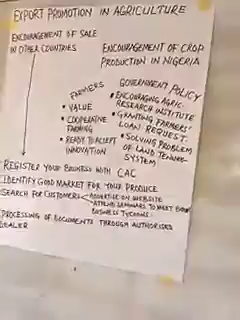 EXPORT PROMOTION IN AGRICULTURE
ENCOURAGEMENT OF SALE
IN OTHER COUNTRIES
ENCOURAGEMENT OF CROP
PRODUCTION IN NIGERIA
FARMERS
• VALUE
• COOPERATIVE
FARMING
• READY TO ACCEPT
INNOVATION
GOVERNMENT POLICY
• ENCOURAGING AGRIC.
RESEARCH INSTITUTE
• GRANTING FARMERS'
LOAN REQUEST.
• SOLVING PROBLEM
OF LAND TENURE
SYSTEM
REGISTER YOUR BUSINESS WITH CAC
IDENTIFY GOOD MARKET FOR YOUR PRODUCE
SEARCH FOR CUSTOMERS
ADVERTISE ON WEBSITE
ATTEND SEMINARS TO MEET
BUSINESS TYCOONS
PROCESSING OF DOCUMENTS THROUGH AUTHORISED
DEALER